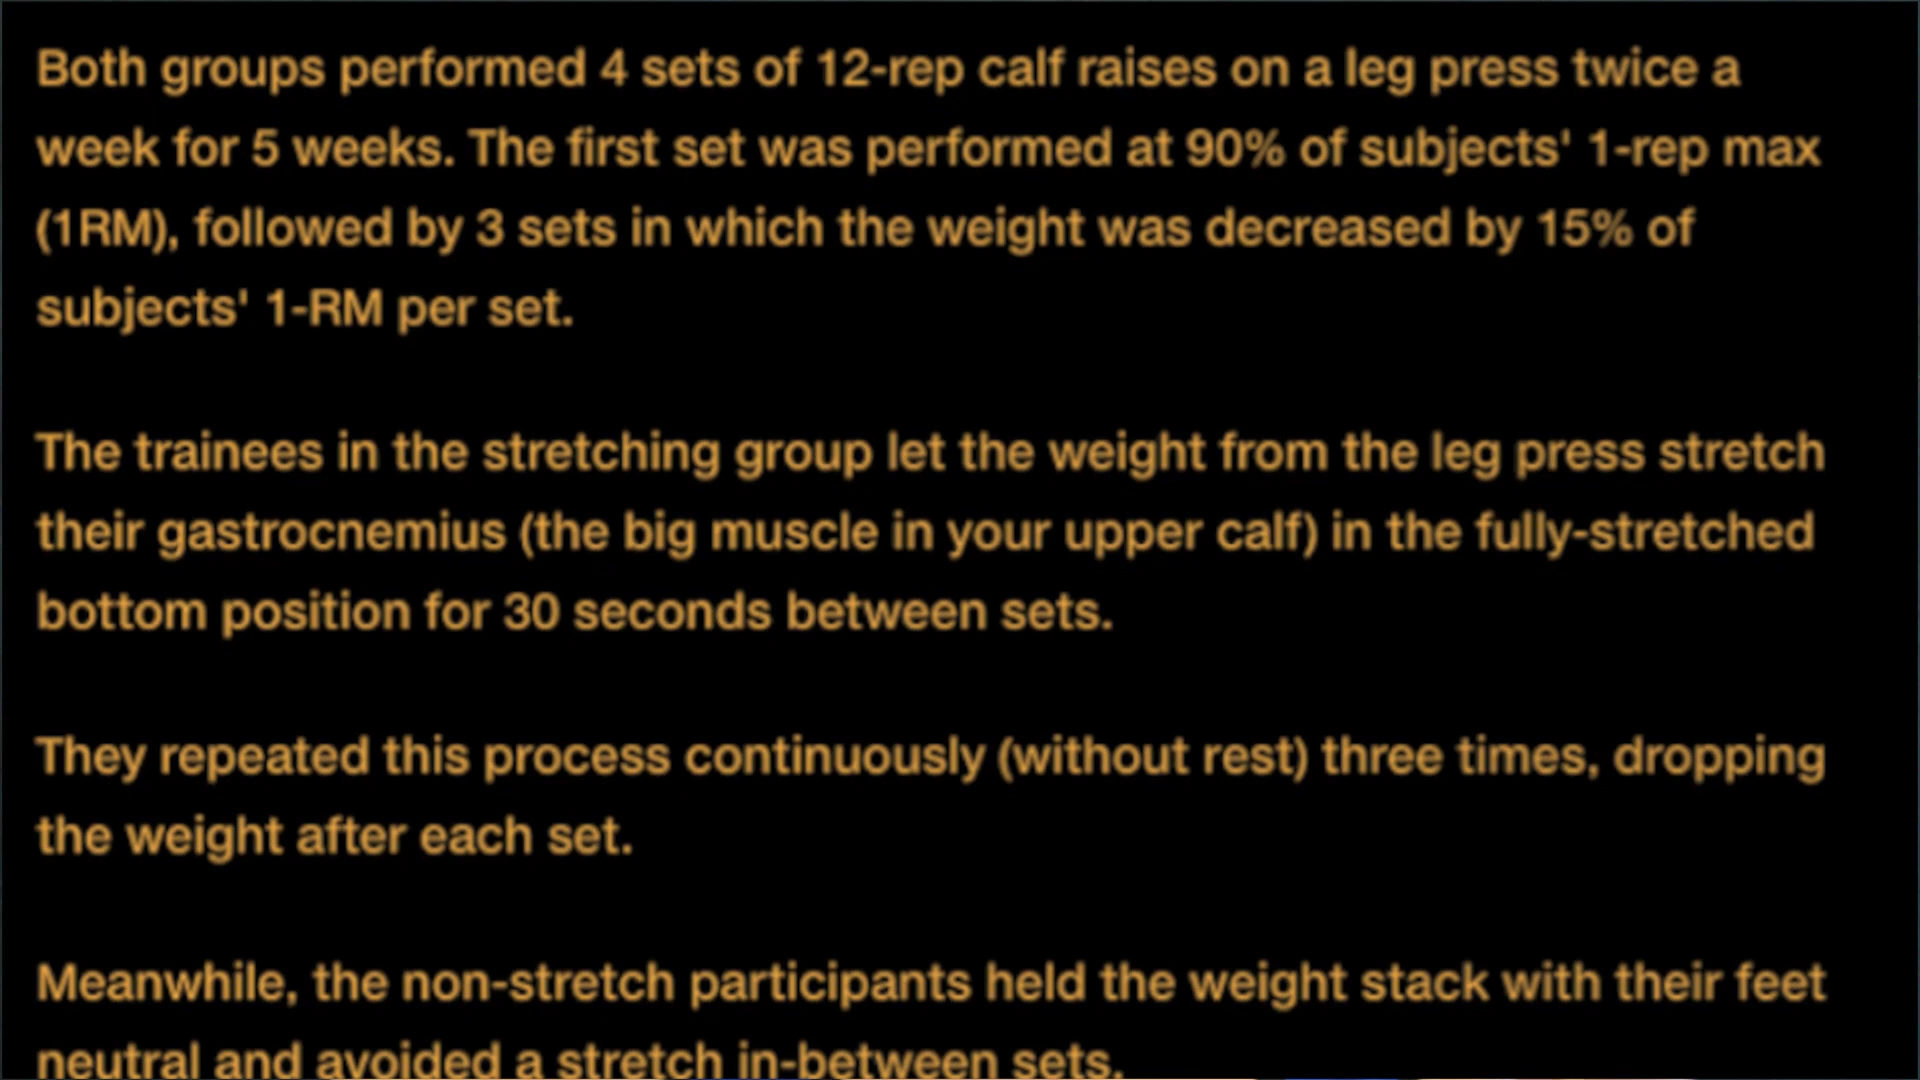 Both groups performed 4 sets of 12-rep calf raises on a leg press twice a
week for 5 weeks. The first set was performed at 90% of subjects' 1-rep max
(1RM), followed by 3 sets in which the weight was decreased by 15% of
subjects' 1-RM per set.
The trainees in the stretching group let the weight from the leg press stretch
their gastrocnemius (the big muscle in your upper calf) in the fully-stretched
bottom position for 30 seconds between sets.
They repeated this process continuously (without rest) three times, dropping
the weight after each set.
Meanwhile, the non-stretch participants held the weight stack with their feet
neutral and avoided a stretch in-between sets.